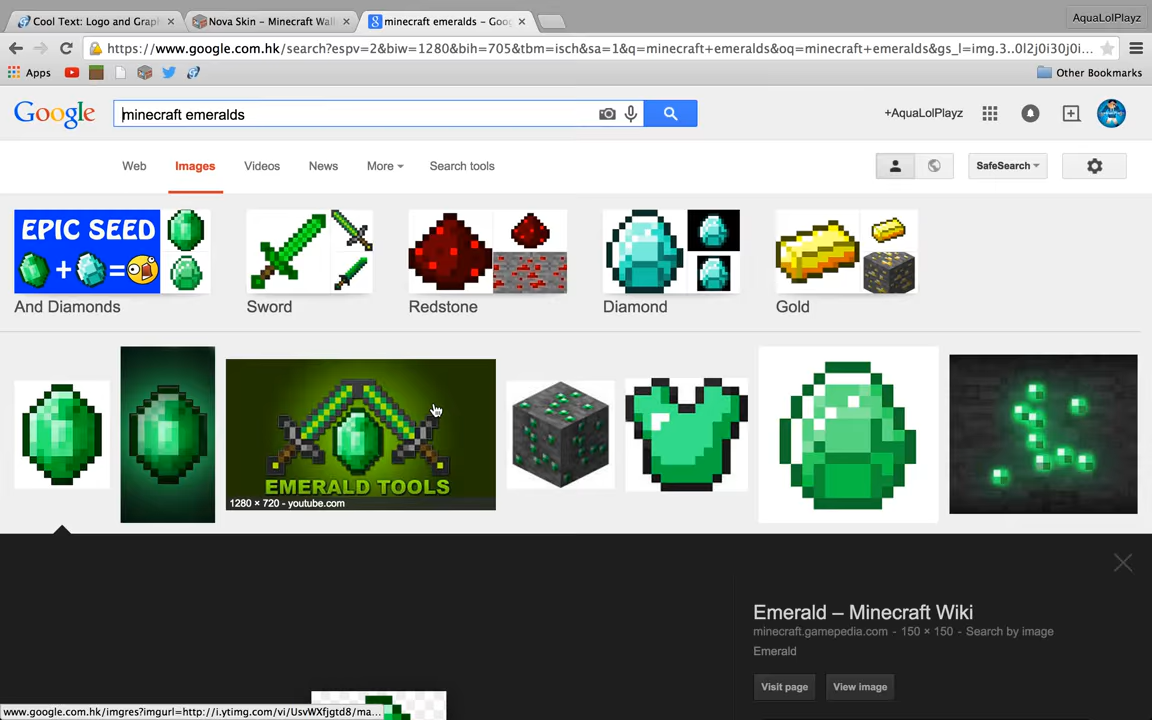 Cool Text: Logo and Grap
Nova Skin - Minecraft Wall
minecraft emeralds - Goo
AquaLolPlayz
https://www.google.com.hk/search?espv=2&biw=1280&bih=705&tbm=isch&sa=1&q=minecraft+emeralds&oq=minecraft+emeralds&gs_l=img.3..0l2j0i30j0i...
Apps
Other Bookmarks
Google
minecraft emeralds
+AquaLolPlayz
Web
Images
Videos
News
More
Search tools
SafeSearch
EPIC SEED
+
=
And Diamonds
Sword
Redstone
Diamond
Gold
EMERALD TOOLS
1280 × 720 - youtube.com
Emerald – Minecraft Wiki
minecraft.gamepedia.com - 150 × 150 - Search by image
Emerald
Visit page
View image
www.google.com.hk/imgres?imgurl=http://i.ytimg.com/vi/UsvWXfjgtd8/ma...